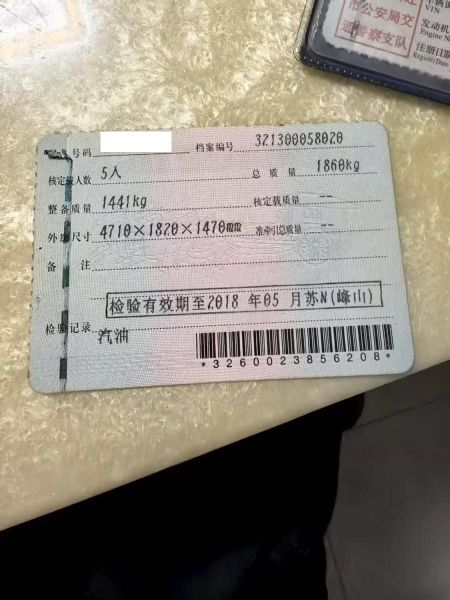 号码
档案编号 321300058020
核定载人数 5人
总质量 1860kg
整备质量 1441kg
核定载质量 --
外廓尺寸 4710×1820×1470mm
准牵引总质量 --
备注
检验记录
检验有效期至2018 年05 月苏N(峰山)
汽油
*3260023856208*
市公安局交
通警察支队
VIN
发动机
Engine N
注册日期